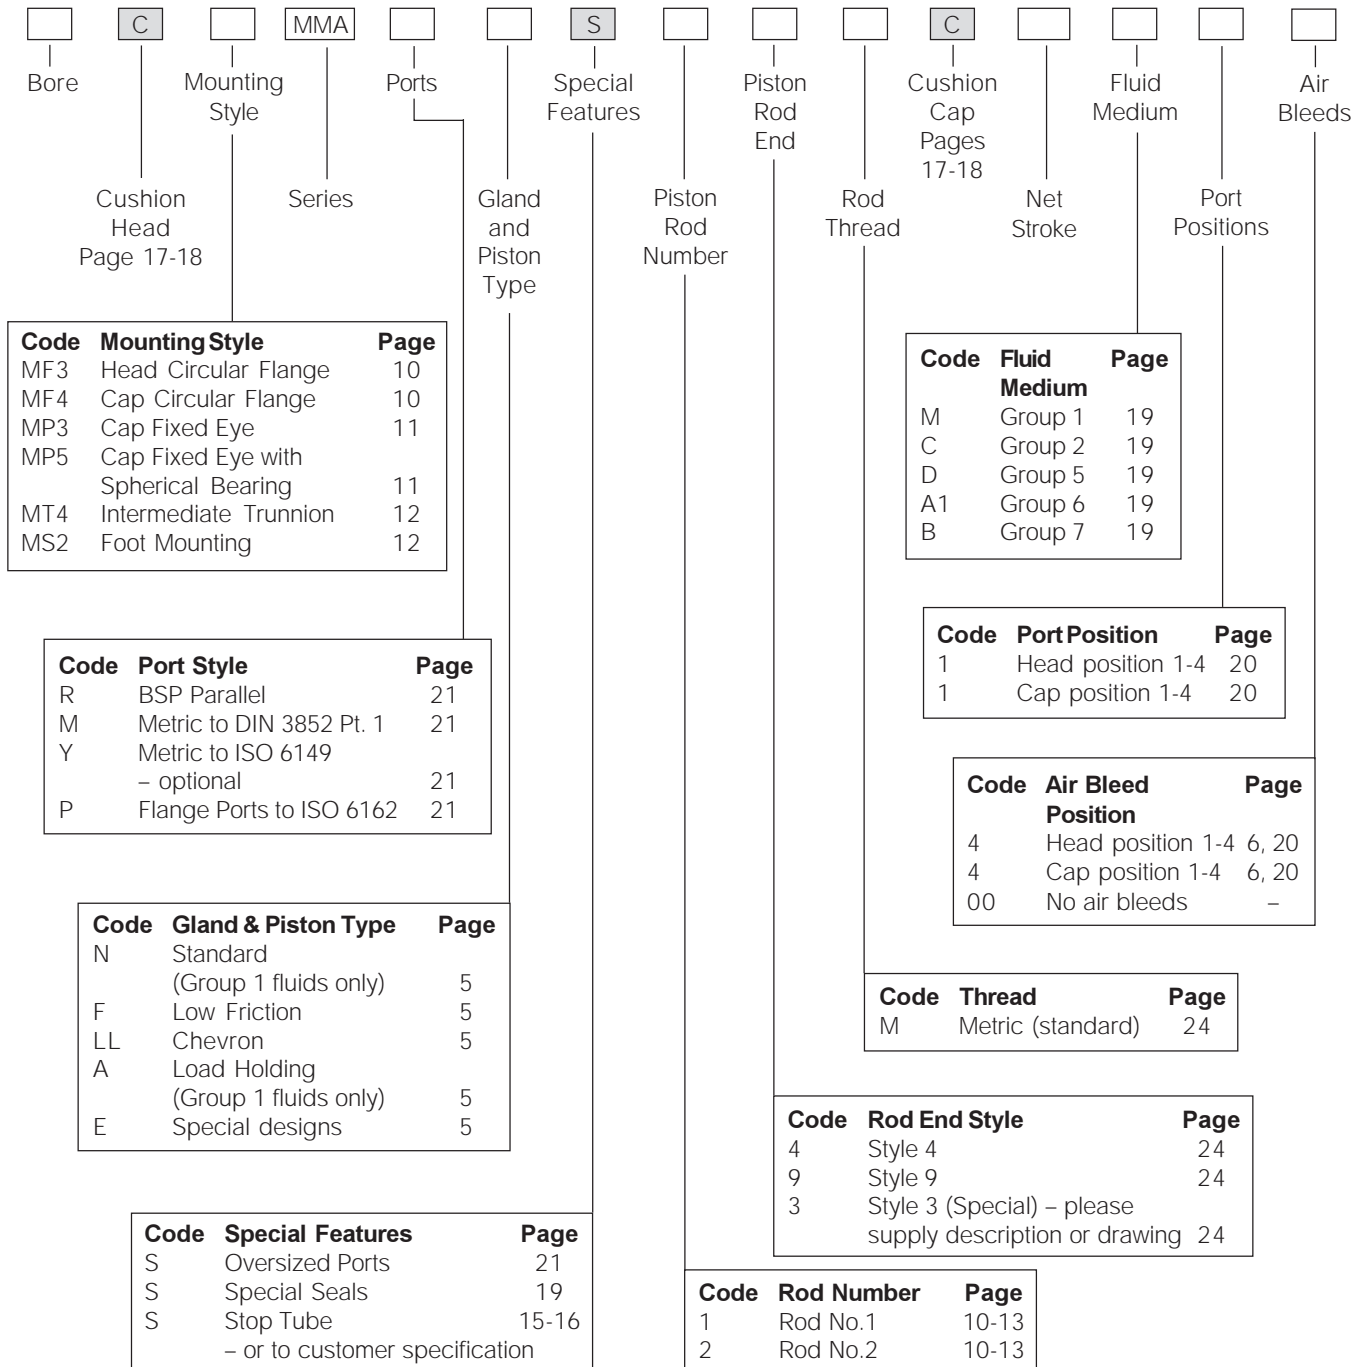 C MMA S C
Bore Mounting Ports Special Piston Cushion Fluid Air
Style Features Rod Cap Medium Bleeds
End Pages
17-18
Cushion Series Gland Piston Rod Net Port
Head and Rod Thread Stroke Positions
Page 17-18 Piston Number
Type
Code Mounting Style Page
MF3 Head Circular Flange 10
MF4 Cap Circular Flange 10
MP3 Cap Fixed Eye 11
MP5 Cap Fixed Eye with
Spherical Bearing 11
MT4 Intermediate Trunnion 12
MS2 Foot Mounting 12
Code Fluid Page
Medium
M Group 1 19
C Group 2 19
D Group 5 19
A1 Group 6 19
B Group 7 19
Code Port Style Page
R BSP Parallel 21
M Metric to DIN 3852 Pt. 1 21
Y Metric to ISO 6149
– optional 21
P Flange Ports to ISO 6162 21
Code Port Position Page
1 Head position 1-4 20
1 Cap position 1-4 20
Code Air Bleed Page
Position
4 Head position 1-4 6, 20
4 Cap position 1-4 6, 20
00 No air bleeds –
Code Gland & Piston Type Page
N Standard
(Group 1 fluids only) 5
F Low Friction 5
LL Chevron 5
A Load Holding
(Group 1 fluids only) 5
E Special designs 5
Code Thread Page
M Metric (standard) 24
Code Rod End Style Page
4 Style 4 24
9 Style 9 24
3 Style 3 (Special) – please
supply description or drawing 24
Code Special Features Page
S Oversized Ports 21
S Special Seals 19
S Stop Tube 15-16
– or to customer specification
Code Rod Number Page
1 Rod No.1 10-13
2 Rod No.2 10-13